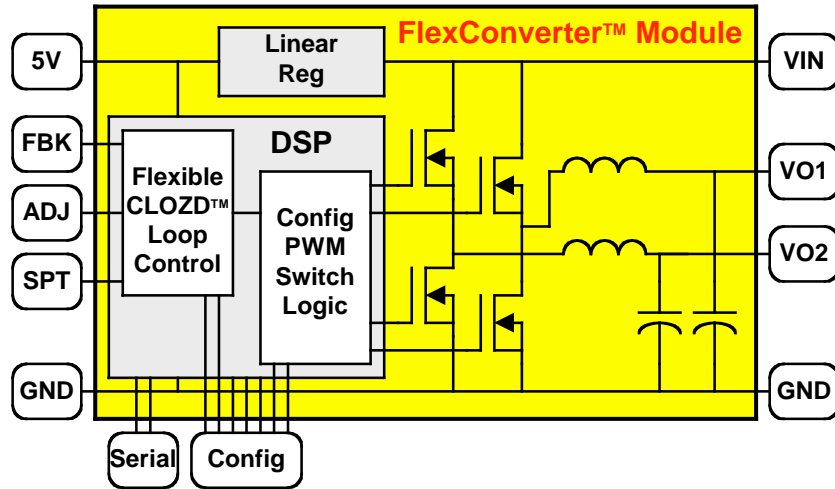 FlexConverter™ Module
Linear
Reg
5V
VIN
FBK
ADJ
SPT
GND
DSP
Flexible
CLOZD™
Loop
Control
Config
PWM
Switch
Logic
VO1
VO2
GND
Serial
Config